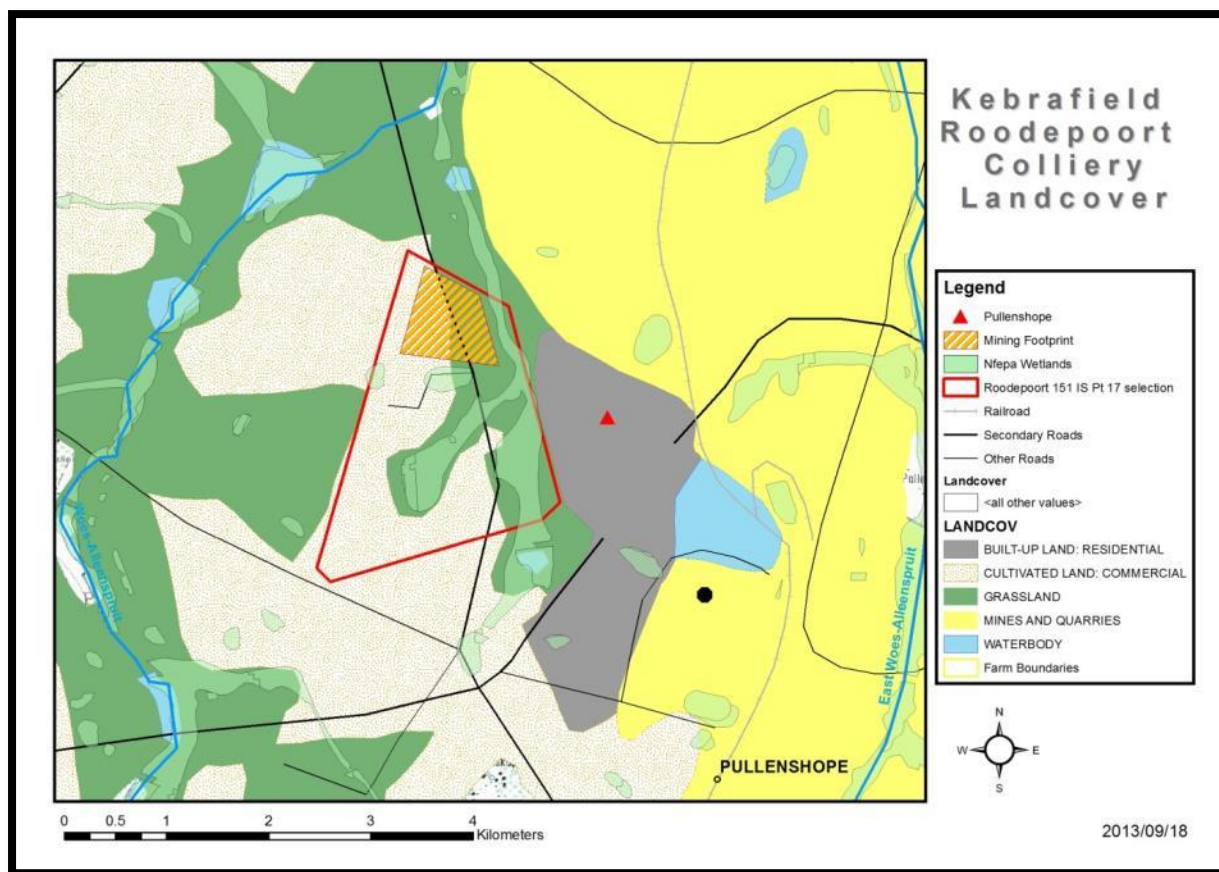 Kebrafield
Roodepoort
Colliery
Landcover
Legend
Pullenshope
Mining Footprint
Nfepa Wetlands
Roodepoort 151 IS Pt 17 selection
Railroad
Secondary Roads
Other Roads
Landcover
<all other values>
LANDCOV
BUILT-UP LAND: RESIDENTIAL
CULTIVATED LAND: COMMERCIAL
GRASSLAND
MINES AND QUARRIES
WATERBODY
Farm Boundaries
Woes-Alleenspruit
East Woes-Alleenspruit
PULLENSHOPE
N
W E
S
0 0.5 1 2 3 4
Kilometers
2013/09/18